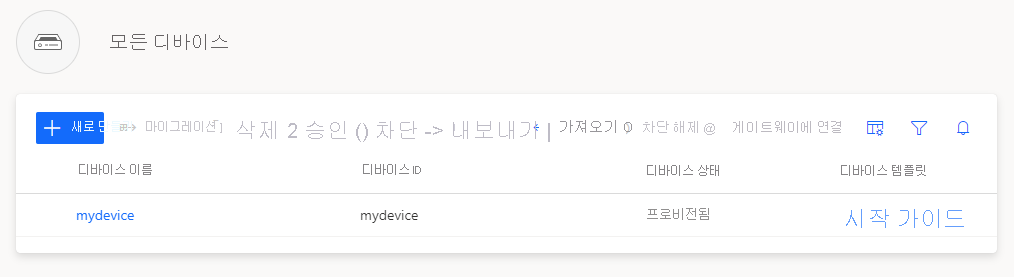 모든 디바이스
새로 만 마이그레이션 삭제 2 승인 () 차단 -> 내보내기 | 가져오기 차단 해제 @ 게이트웨이에 연결
디바이스 이름 디바이스 ID 디바이스 상태 디바이스 템플릿
mydevice mydevice 프로비전됨 시작 가이드